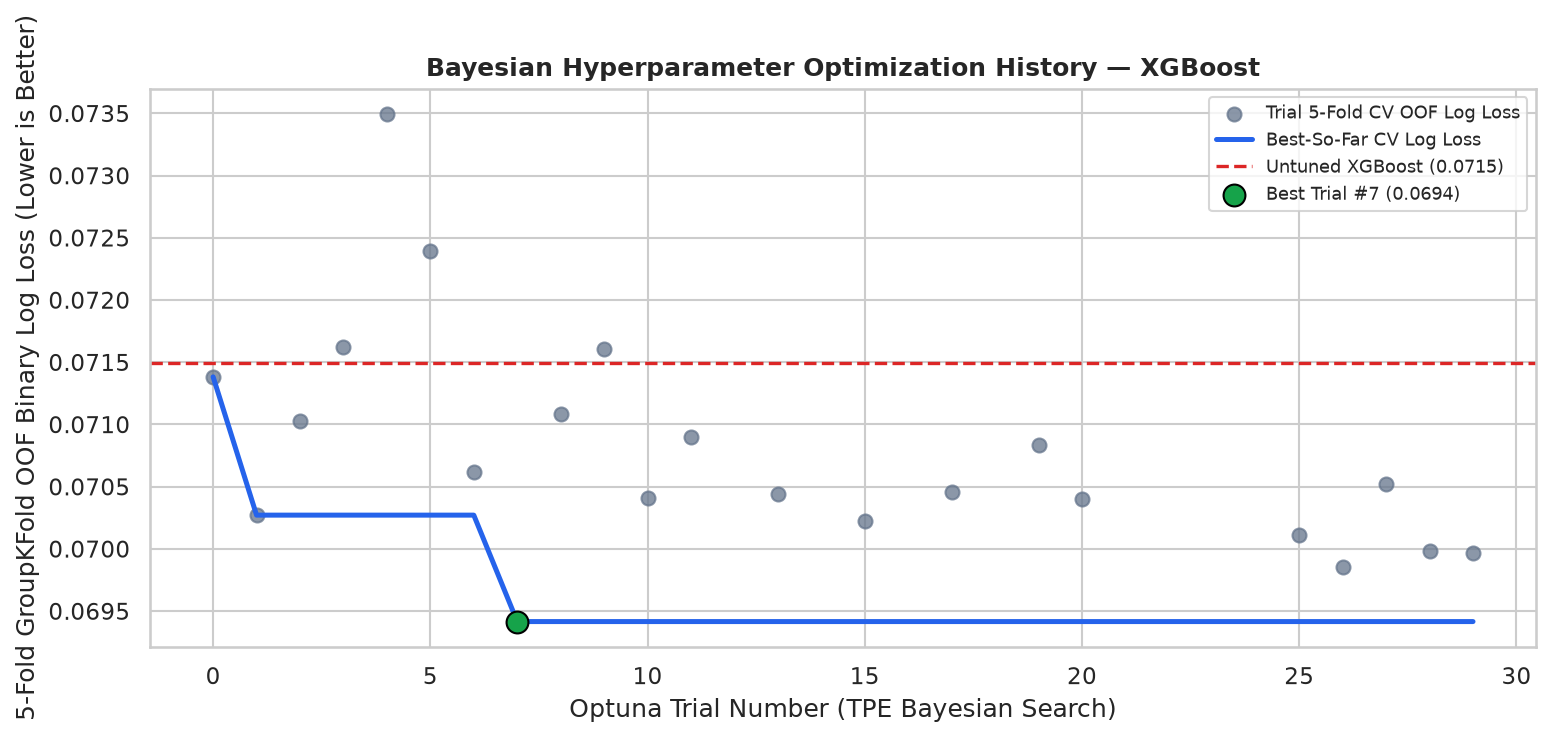 Bayesian Hyperparameter Optimization History — XGBoost
5-Fold GroupKFold OOF Binary Log Loss (Lower is Better)
0.0735
0.0730
0.0725
0.0720
0.0715
0.0710
0.0705
0.0700
0.0695
Trial 5-Fold CV OOF Log Loss
Best-So-Far CV Log Loss
Untuned XGBoost (0.0715)
Best Trial #7 (0.0694)
0 5 10 15 20 25 30
Optuna Trial Number (TPE Bayesian Search)